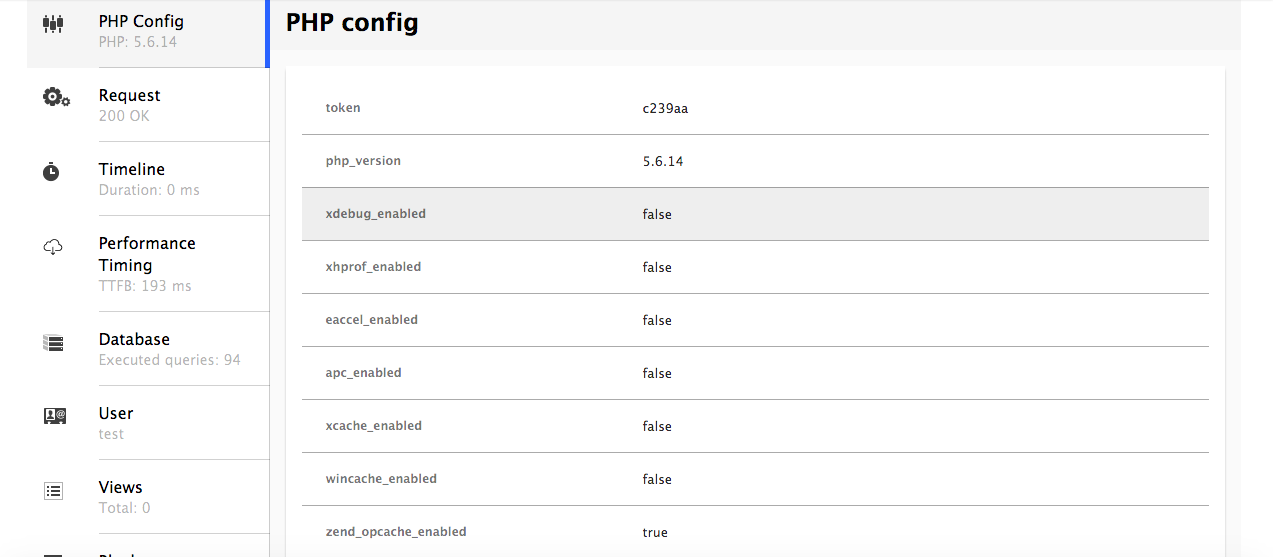 PHP Config
PHP: 5.6.14
Request
200 OK
Timeline
Duration: 0 ms
Performance
Timing
TTFB: 193 ms
Database
Executed queries: 94
User
test
Views
Total: 0
PHP config
token c239aa
php_version 5.6.14
xdebug_enabled false
xhprof_enabled false
eaccel_enabled false
apc_enabled false
xcache_enabled false
wincache_enabled false
zend_opcache_enabled true